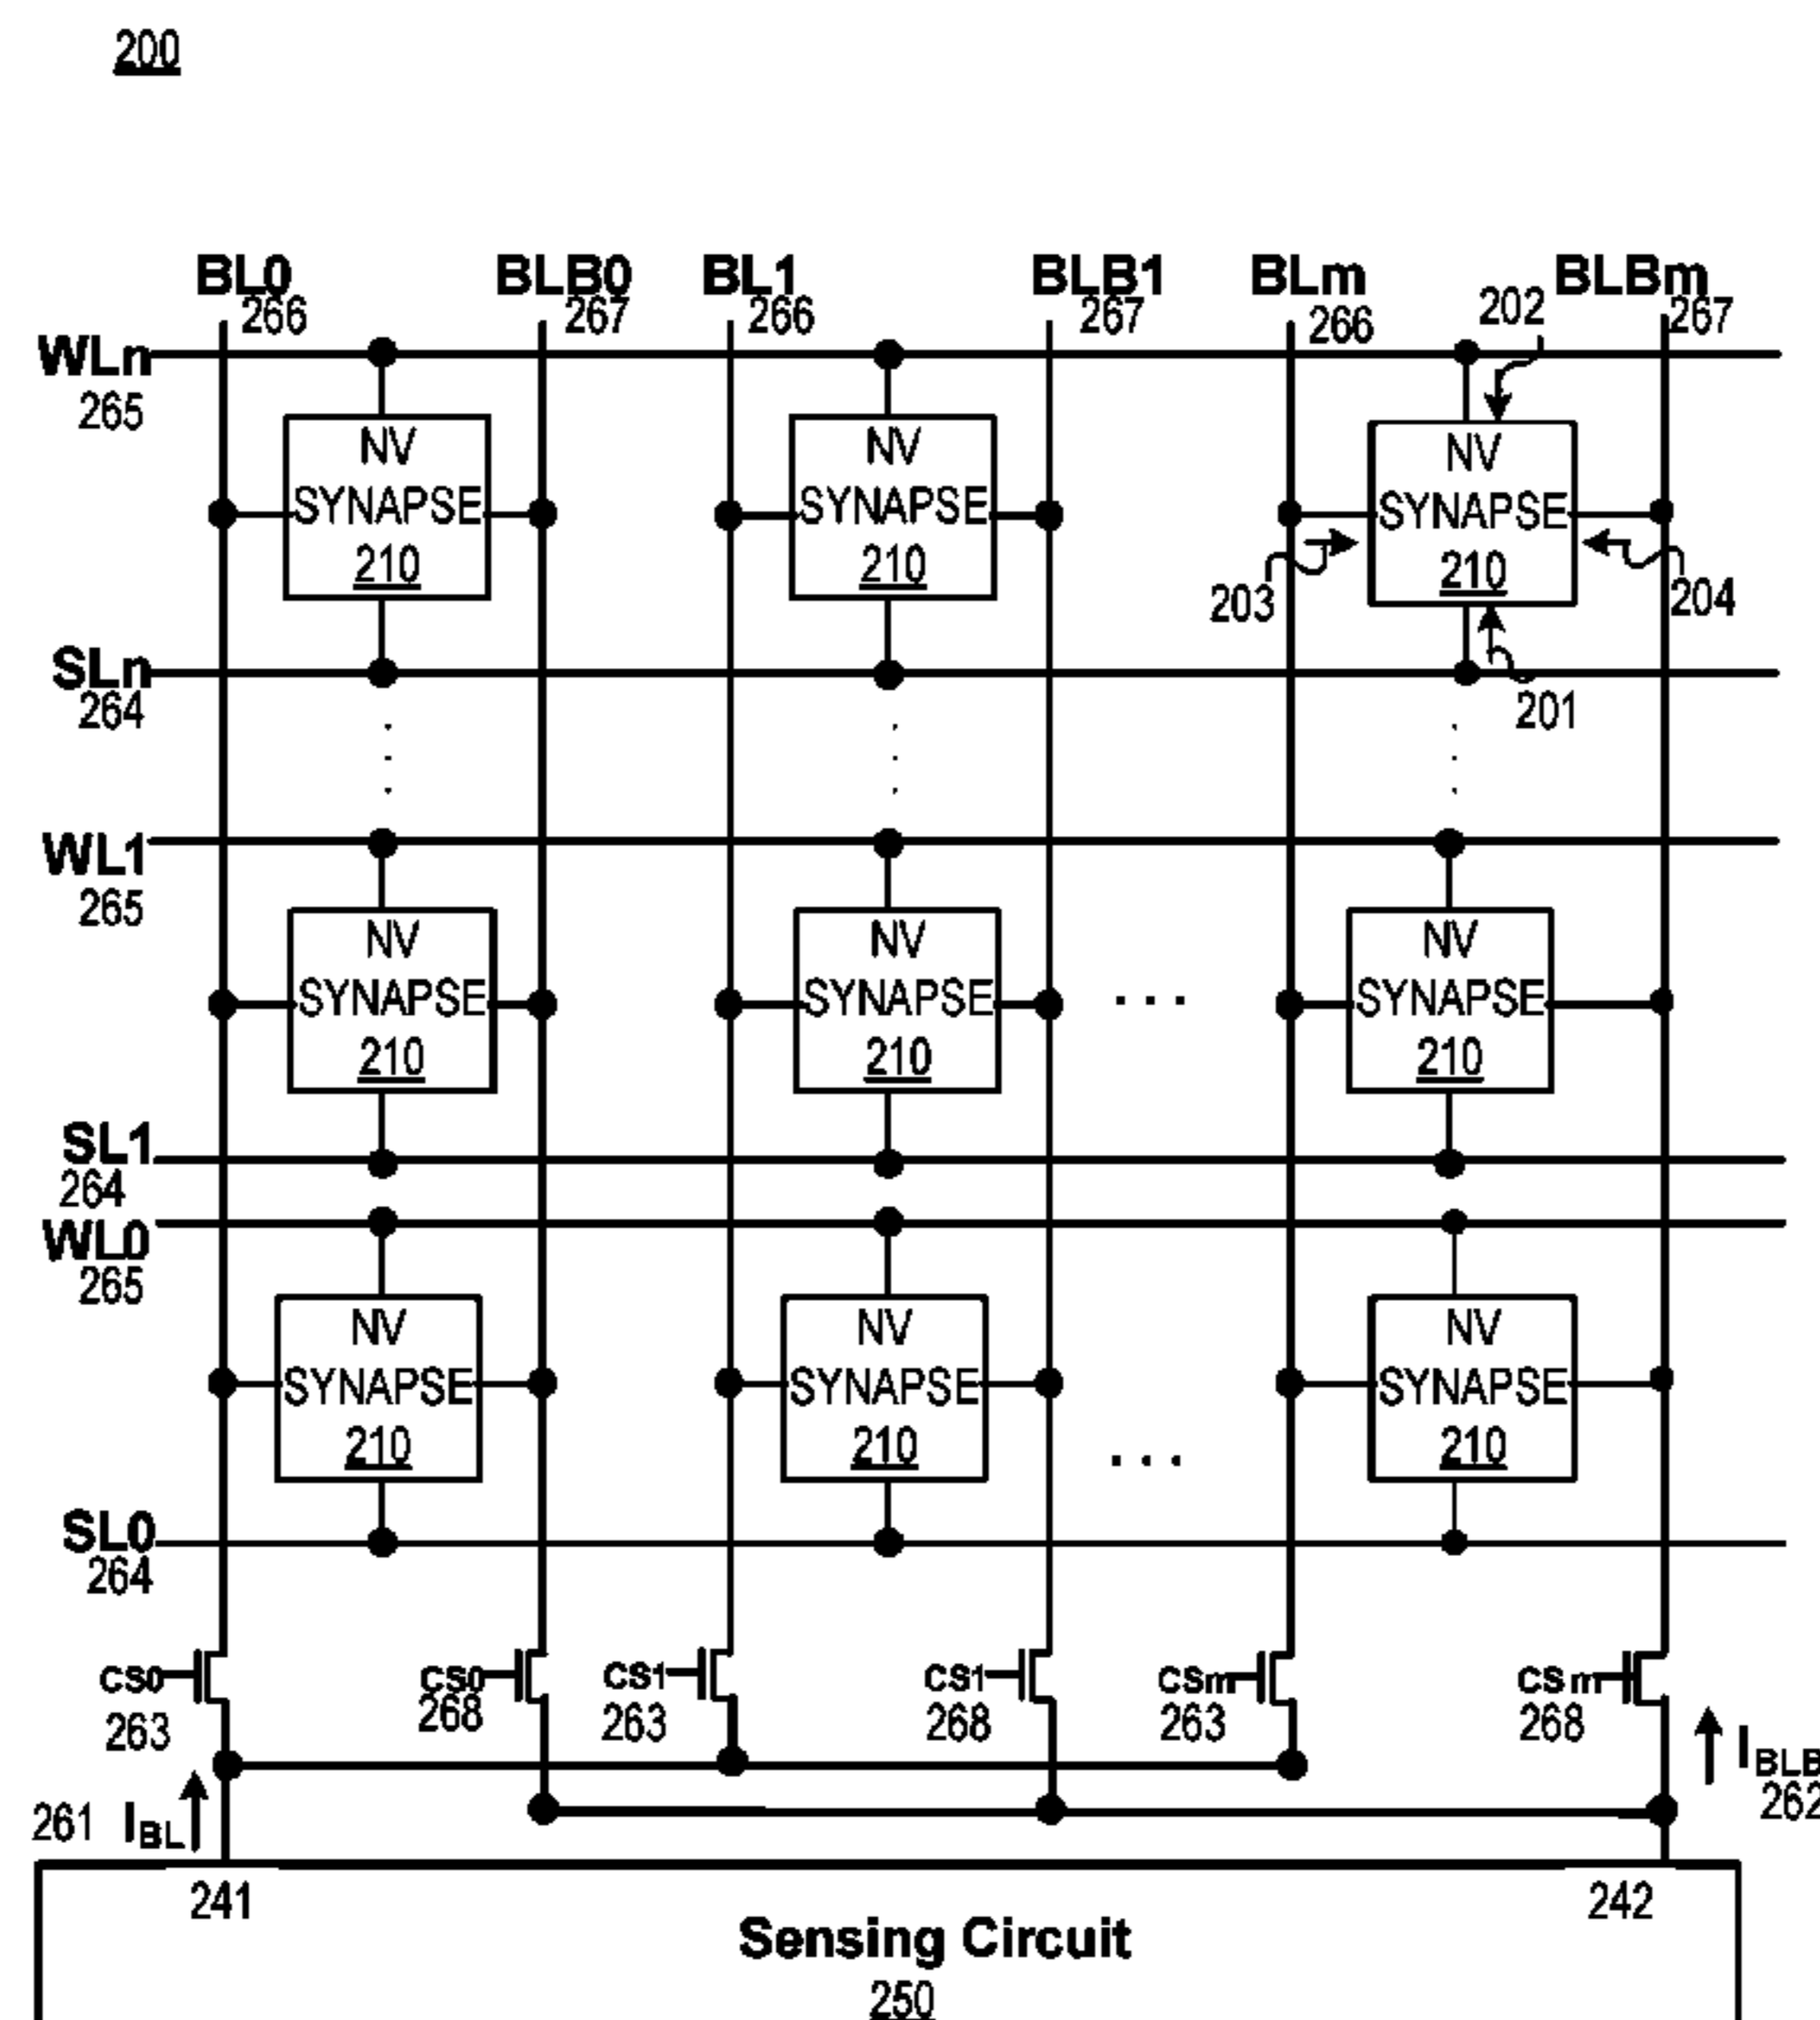 200
BL0 BLB0 BL1 BLB1 BLm BLBm
266 267 266 267 266 202 267
WLn
265
NV NV NV
SYNAPSE SYNAPSE SYNAPSE
210 210 210
203 204
SLn
264 201
WL1
265
NV NV NV
SYNAPSE SYNAPSE ... SYNAPSE
210 210 210
SL1
264
WL0
265
NV NV NV
SYNAPSE SYNAPSE SYNAPSE
210 210 ... 210
SL0
264
CS0 CS0 CS1 CS1 CSm CSm
263 268 263 268 263 268
IBLB
262
261 IBL
241 242
Sensing Circuit
250